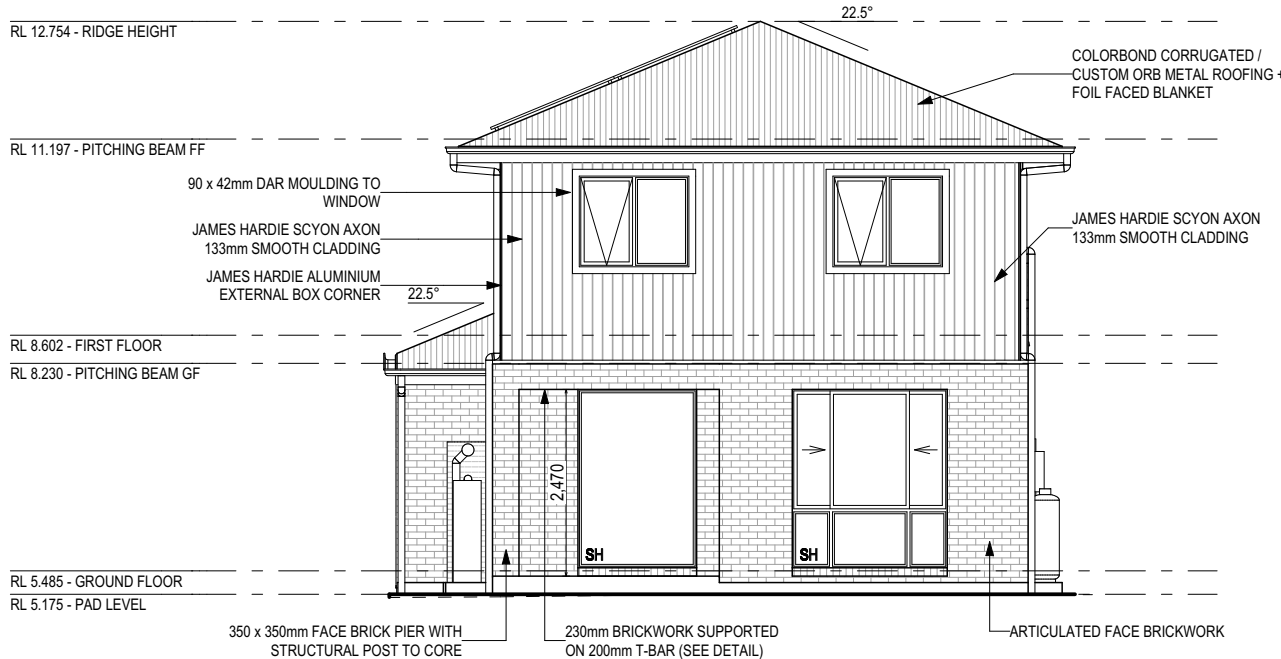 22.5°
RL 12.754 - RIDGE HEIGHT
COLORBOND CORRUGATED /
CUSTOM ORB METAL ROOFING +
FOIL FACED BLANKET
RL 11.197 - PITCHING BEAM FF
90 x 42mm DAR MOULDING TO
WINDOW
JAMES HARDIE SCYON AXON
133mm SMOOTH CLADDING
JAMES HARDIE SCYON AXON
133mm SMOOTH CLADDING
JAMES HARDIE ALUMINIUM
EXTERNAL BOX CORNER
22.5°
RL 8.602 - FIRST FLOOR
RL 8.230 - PITCHING BEAM GF
2,470
SH
SH
RL 5.485 - GROUND FLOOR
RL 5.175 - PAD LEVEL
350 x 350mm FACE BRICK PIER WITH
STRUCTURAL POST TO CORE
230mm BRICKWORK SUPPORTED
ON 200mm T-BAR (SEE DETAIL)
ARTICULATED FACE BRICKWORK